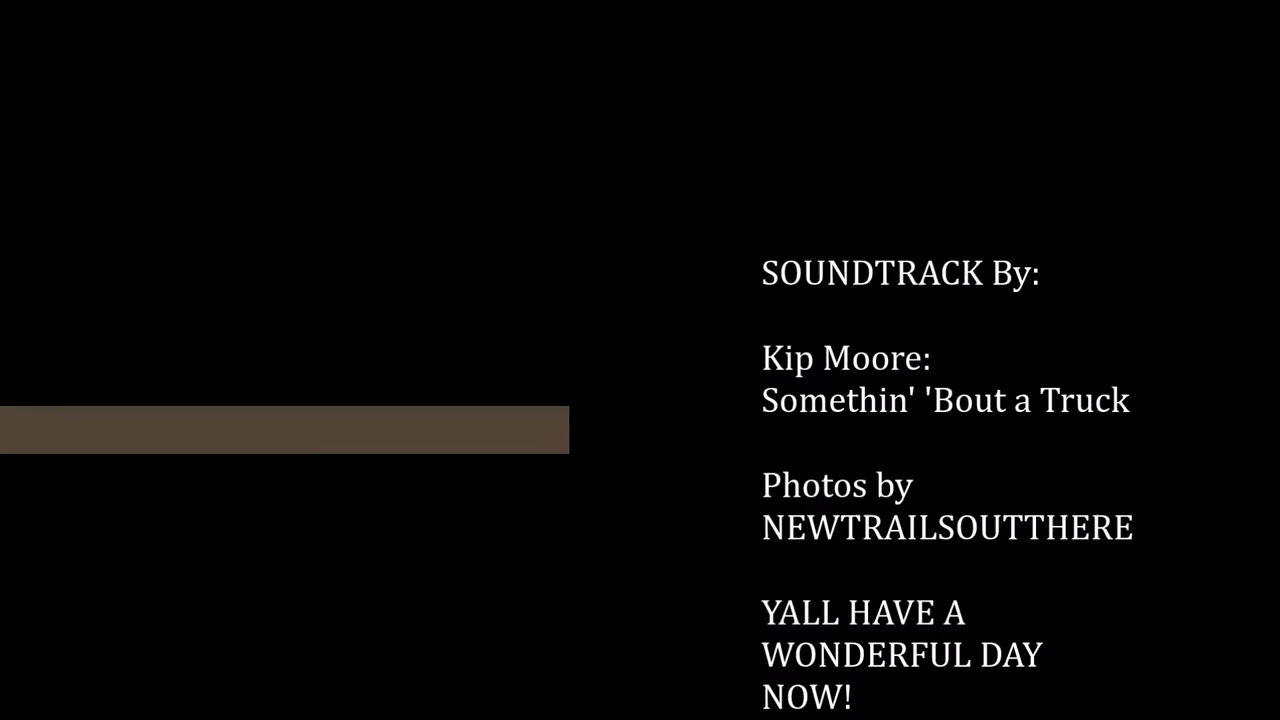 SOUNDTRACK By:
Kip Moore:
Somethin' 'Bout a Truck
Photos by
NEWTRAILSOUTTHERE
YALL HAVE A
WONDERFUL DAY
NOW!